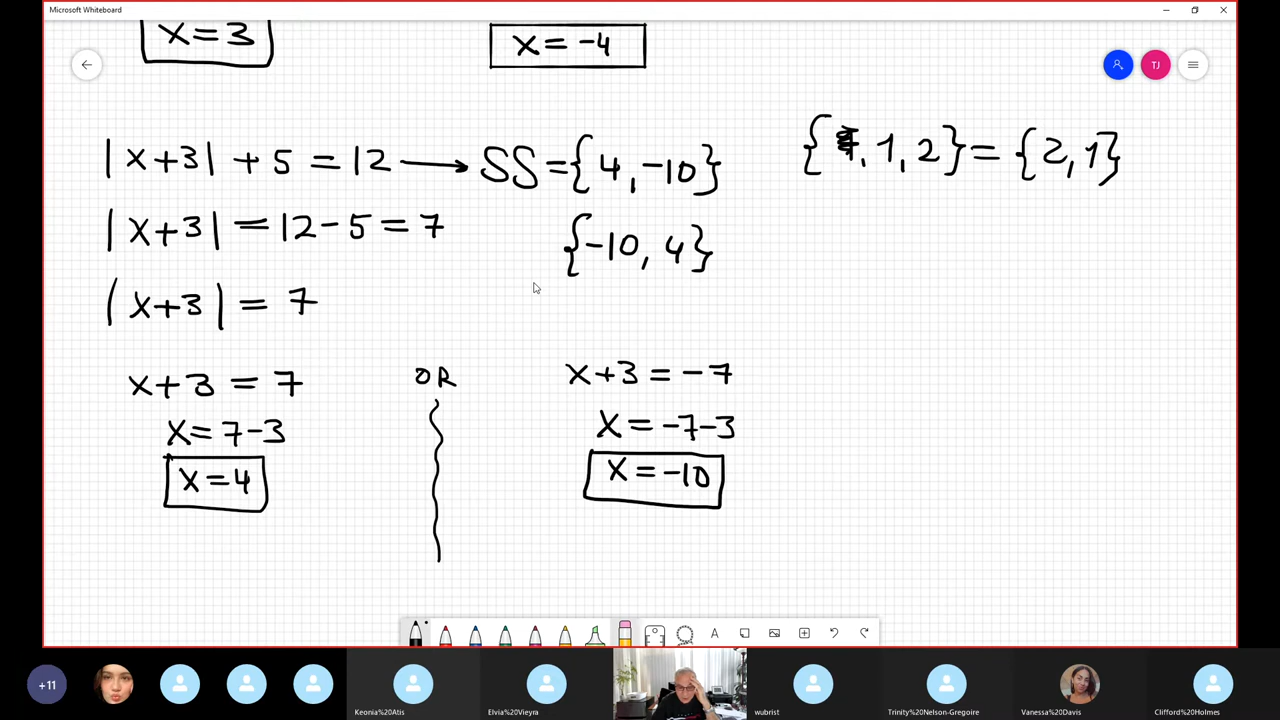 Microsoft Whiteboard
x=3
x=-4
TJ
|x+3|+5=12 → SS={4,-10}
{1,1,2}={2,1}
|x+3|=12-5=7
{-10,4}
|x+3|=7
x+3=7
OR
x+3=-7
x=7-3
x=-7-3
x=4
x=-10
A
+11
Keonia%20Atis
Elvia%20Vieyra
wubrist
Trinity%20Nelson-Gregoire
Vanessa%20Davis
Clifford%20Holmes